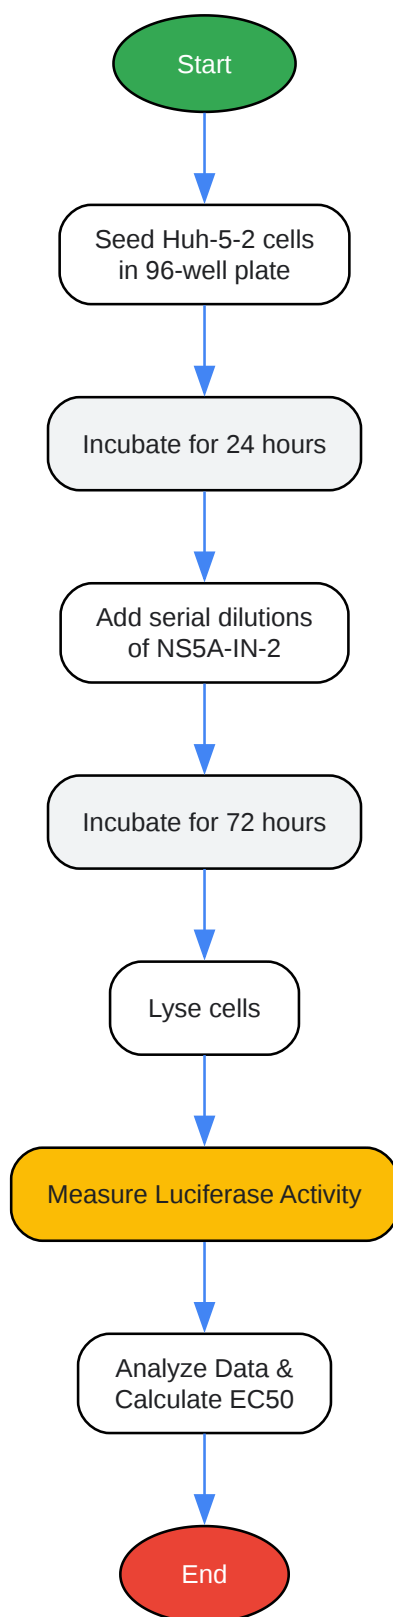 Start
Seed Huh-5-2 cells
in 96-well plate
Incubate for 24 hours
Add serial dilutions
of NS5A-IN-2
Incubate for 72 hours
Lyse cells
Measure Luciferase Activity
Analyze Data &
Calculate EC50
End